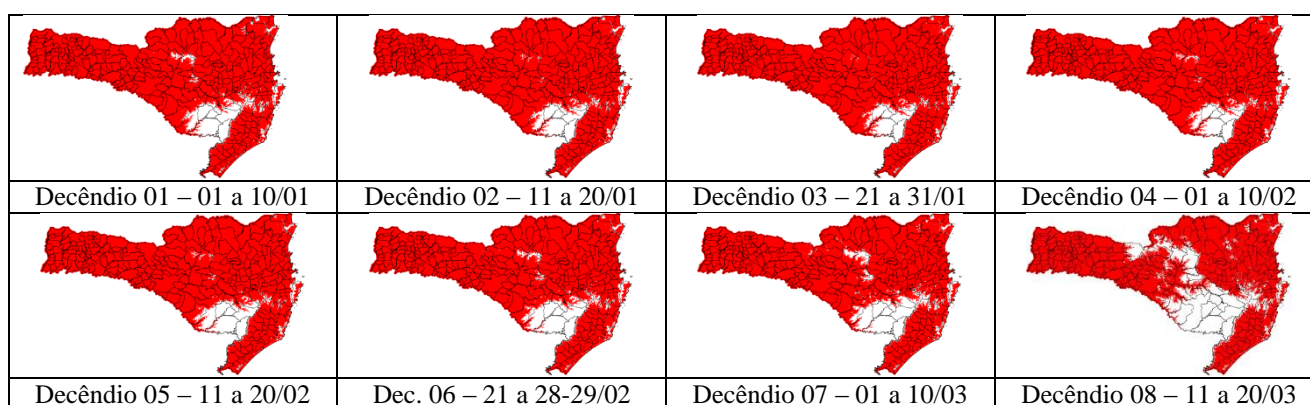 Decêndio 01 – 01 a 10/01
Decêndio 02 – 11 a 20/01
Decêndio 03 – 21 a 31/01
Decêndio 04 – 01 a 10/02
Decêndio 05 – 11 a 20/02
Dec. 06 – 21 a 28-29/02
Decêndio 07 – 01 a 10/03
Decêndio 08 – 11 a 20/03